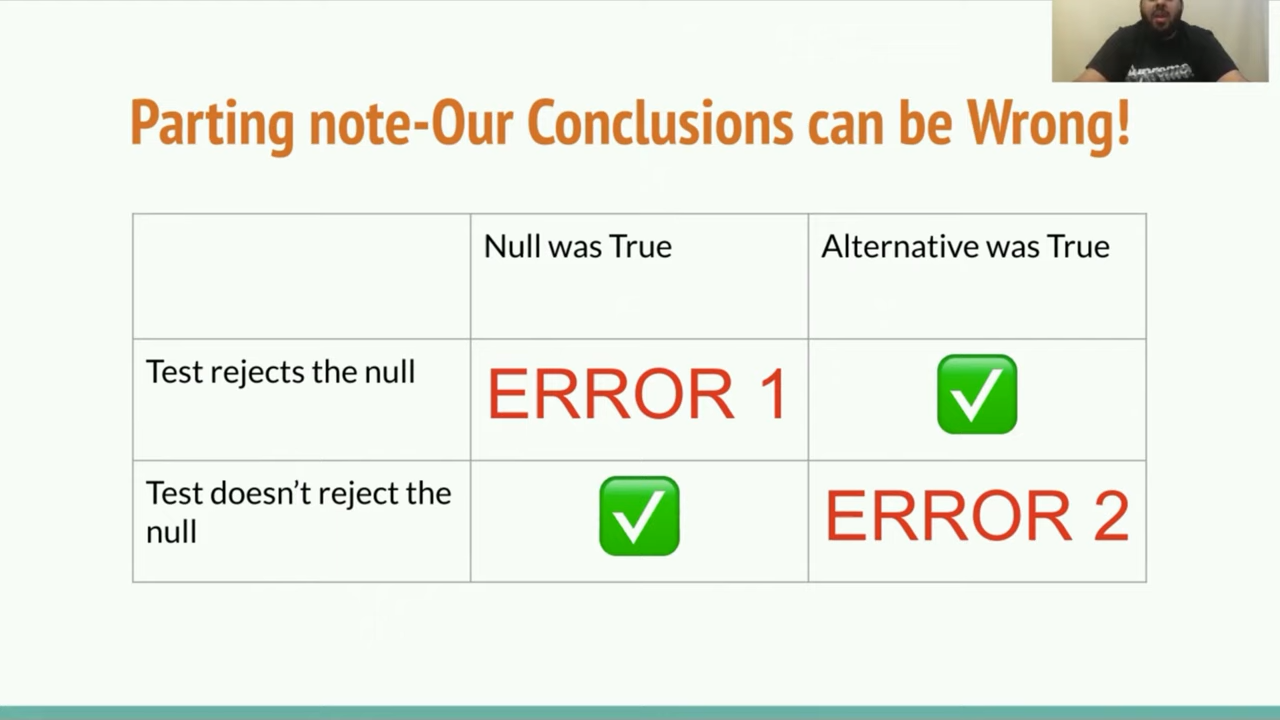 Parting note-Our Conclusions can be Wrong!
Null was True
Alternative was True
Test rejects the null
ERROR 1
Test doesn’t reject the
null
ERROR 2